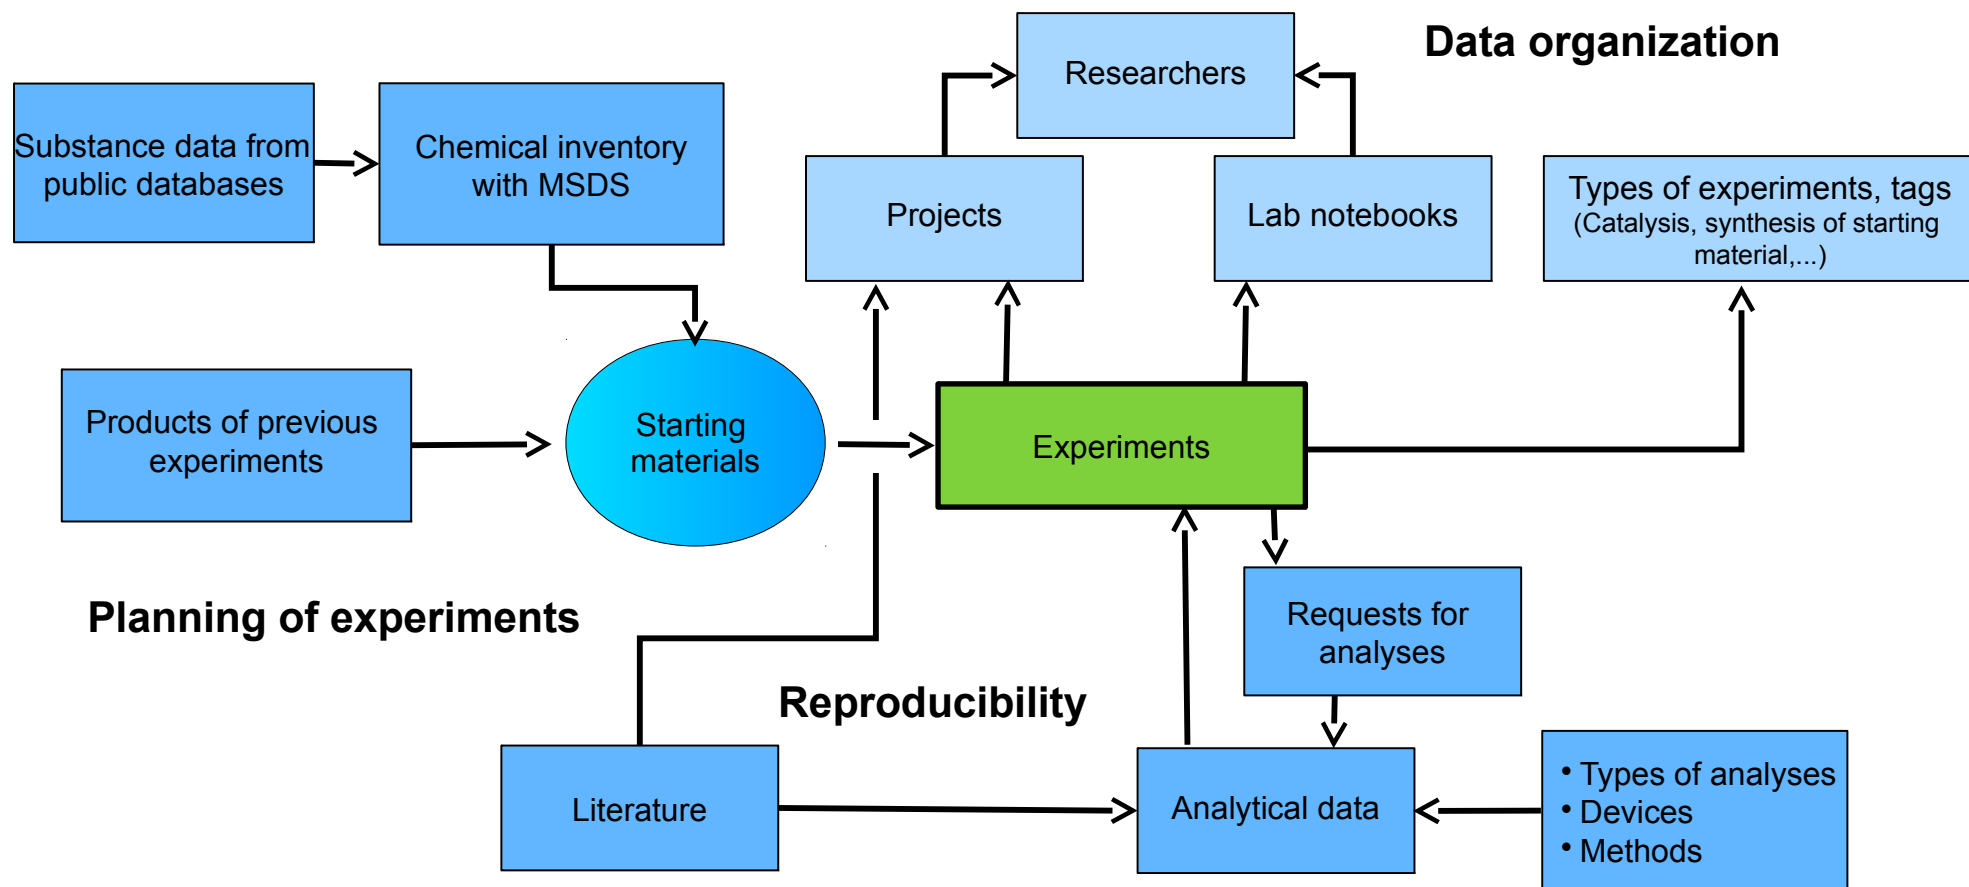 Data organization
Researchers
Substance data from
public databases
Chemical inventory
with MSDS
Projects
Lab notebooks
Types of experiments, tags
(Catalysis, synthesis of starting
material,...)
Products of previous
experiments
Starting
materials
Experiments
Planning of experiments
Requests for
analyses
Reproducibility
Literature
Analytical data
• Types of analyses
• Devices
• Methods